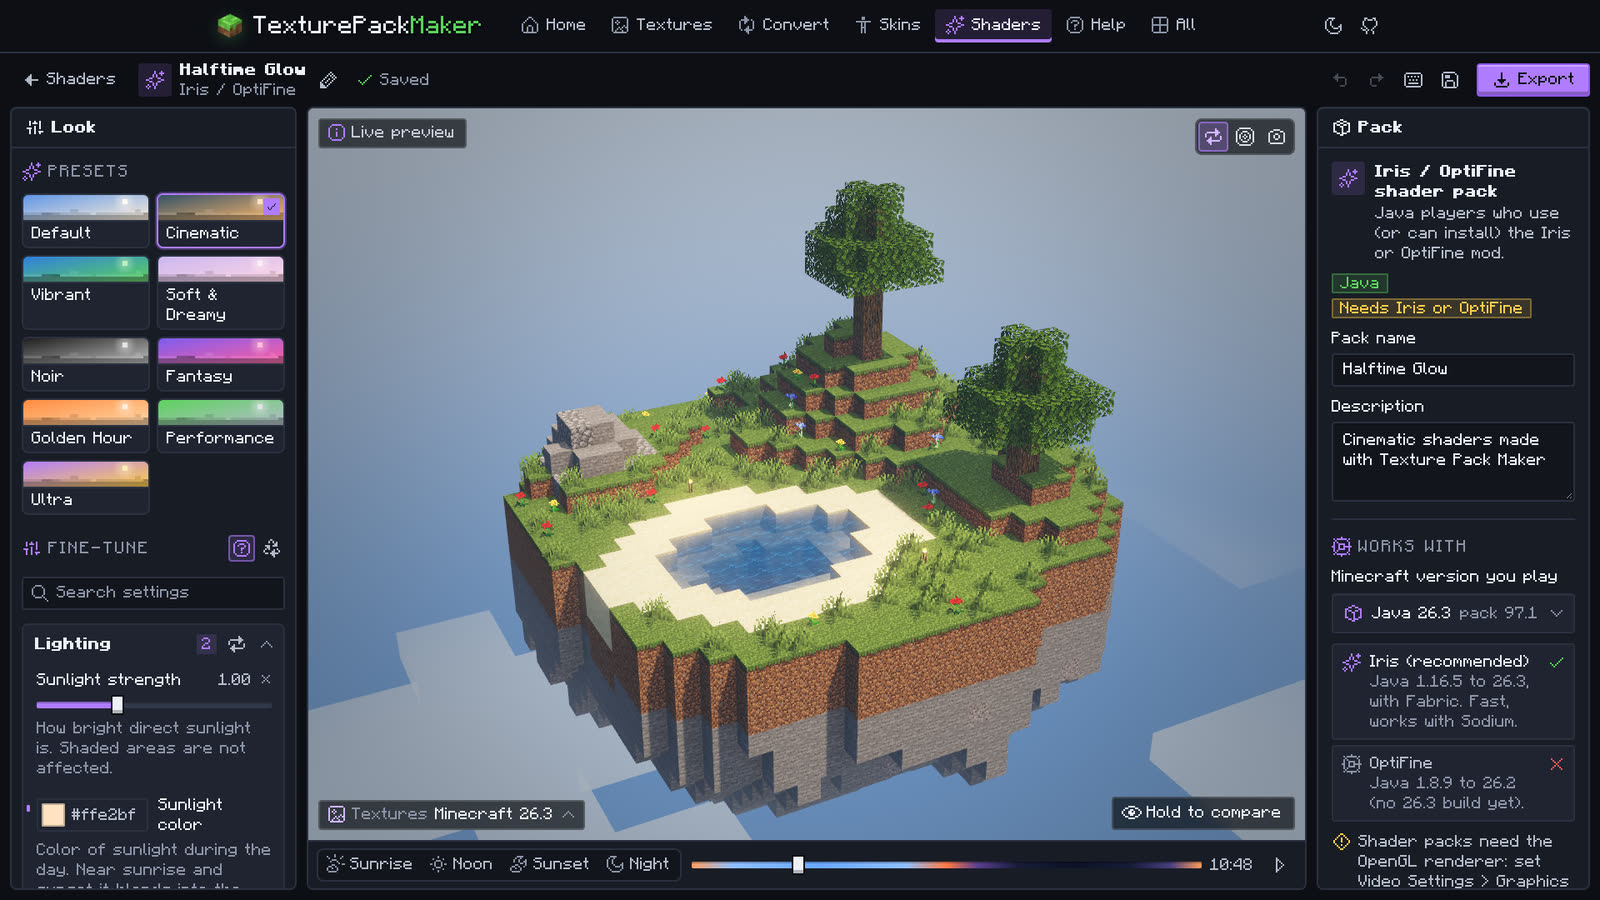 TexturePackMaker
Home
Textures
Convert
Skins
Shaders
Help
All
Shaders
Halftime Glow
Iris / OptiFine
Saved
Export
Look
PRESETS
Default
Cinematic
Vibrant
Soft &
Dreamy
Noir
Fantasy
Golden Hour
Performance
Ultra
FINE-TUNE
Search settings
Lighting
2
Sunlight strength
1.00
How bright direct sunlight
is. Shaded areas are not
affected.
#ffe2bf
Sunlight
color
Color of sunlight during the
day. Near sunrise and
sunset it blends into the
Live preview
Textures Minecraft 26.3
Hold to compare
Sunrise
Noon
Sunset
Night
10:48
Pack
Iris / OptiFine
shader pack
Java players who use
(or can install) the Iris
or OptiFine mod.
Java
Needs Iris or OptiFine
Pack name
Halftime Glow
Description
Cinematic shaders made
with Texture Pack Maker
WORKS WITH
Minecraft version you play
Java 26.3 pack 97.1
Iris (recommended)
Java 1.16.5 to 26.3,
with Fabric. Fast,
works with Sodium.
OptiFine
Java 1.8.9 to 26.2
(no 26.3 build yet).
Shader packs need the
OpenGL renderer: set
Video Settings > Graphics